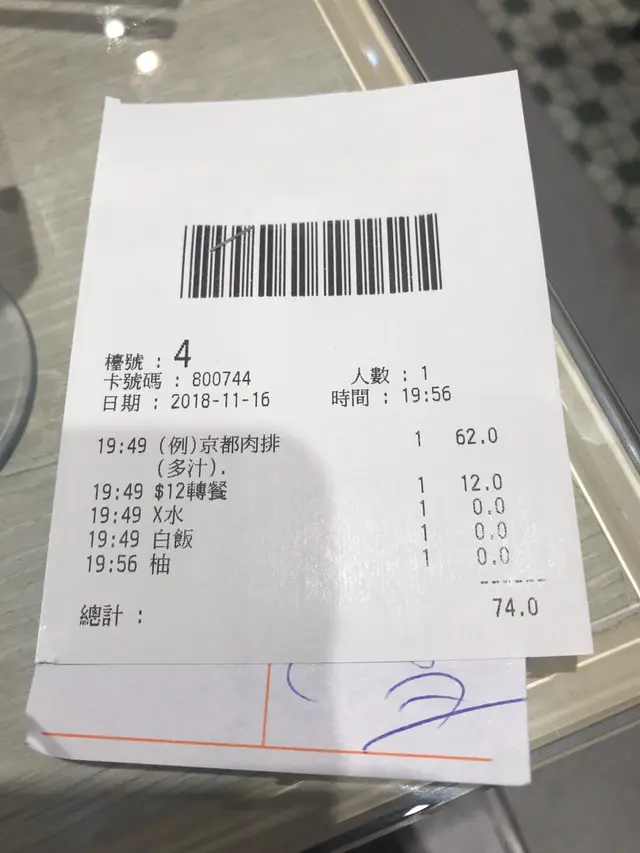 檯號 : 4
卡號碼 : 800744 人數 : 1
日期 : 2018-11-16 時間 : 19:56
19:49 (例)京都肉排 1 62.0
(多汁).
19:49 $12轉餐 1 12.0
19:49 X水 1 0.0
19:49 白飯 1 0.0
19:56 柚 1 0.0
總計 : 74.0